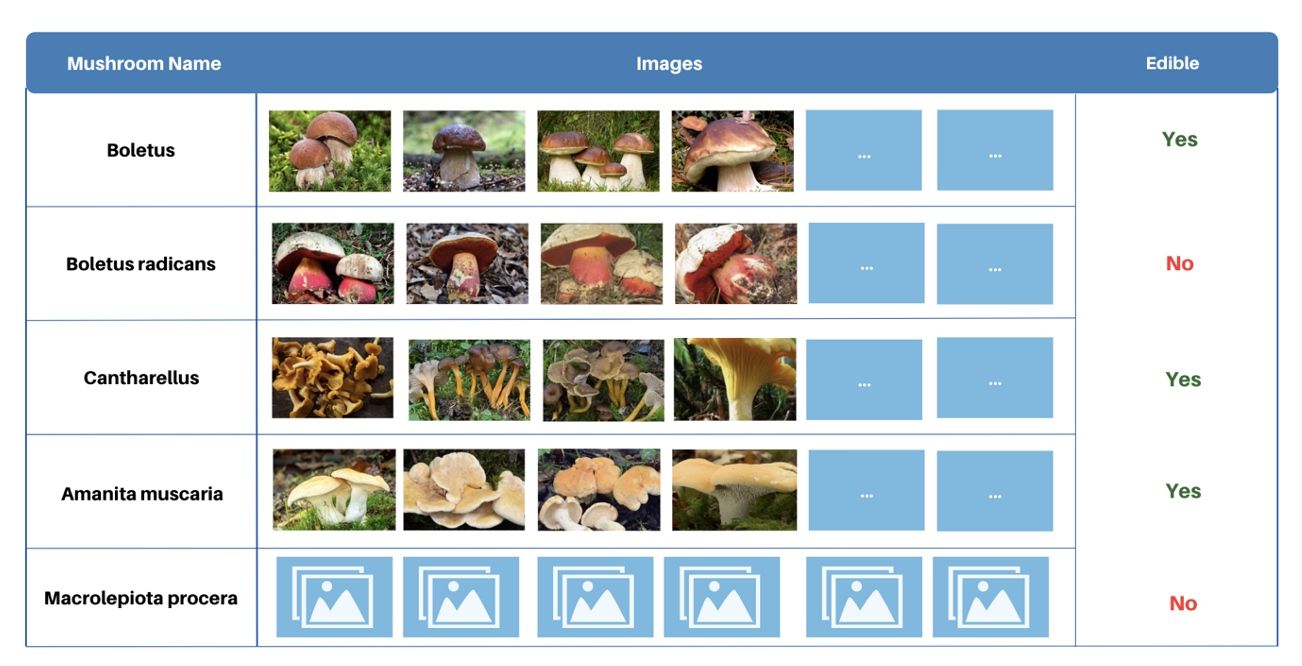 Mushroom Name Images Edible
Boletus ... ... Yes
Boletus radicans ... ... No
Cantharellus ... ... Yes
Amanita muscaria ... ... Yes
Macrolepiota procera No